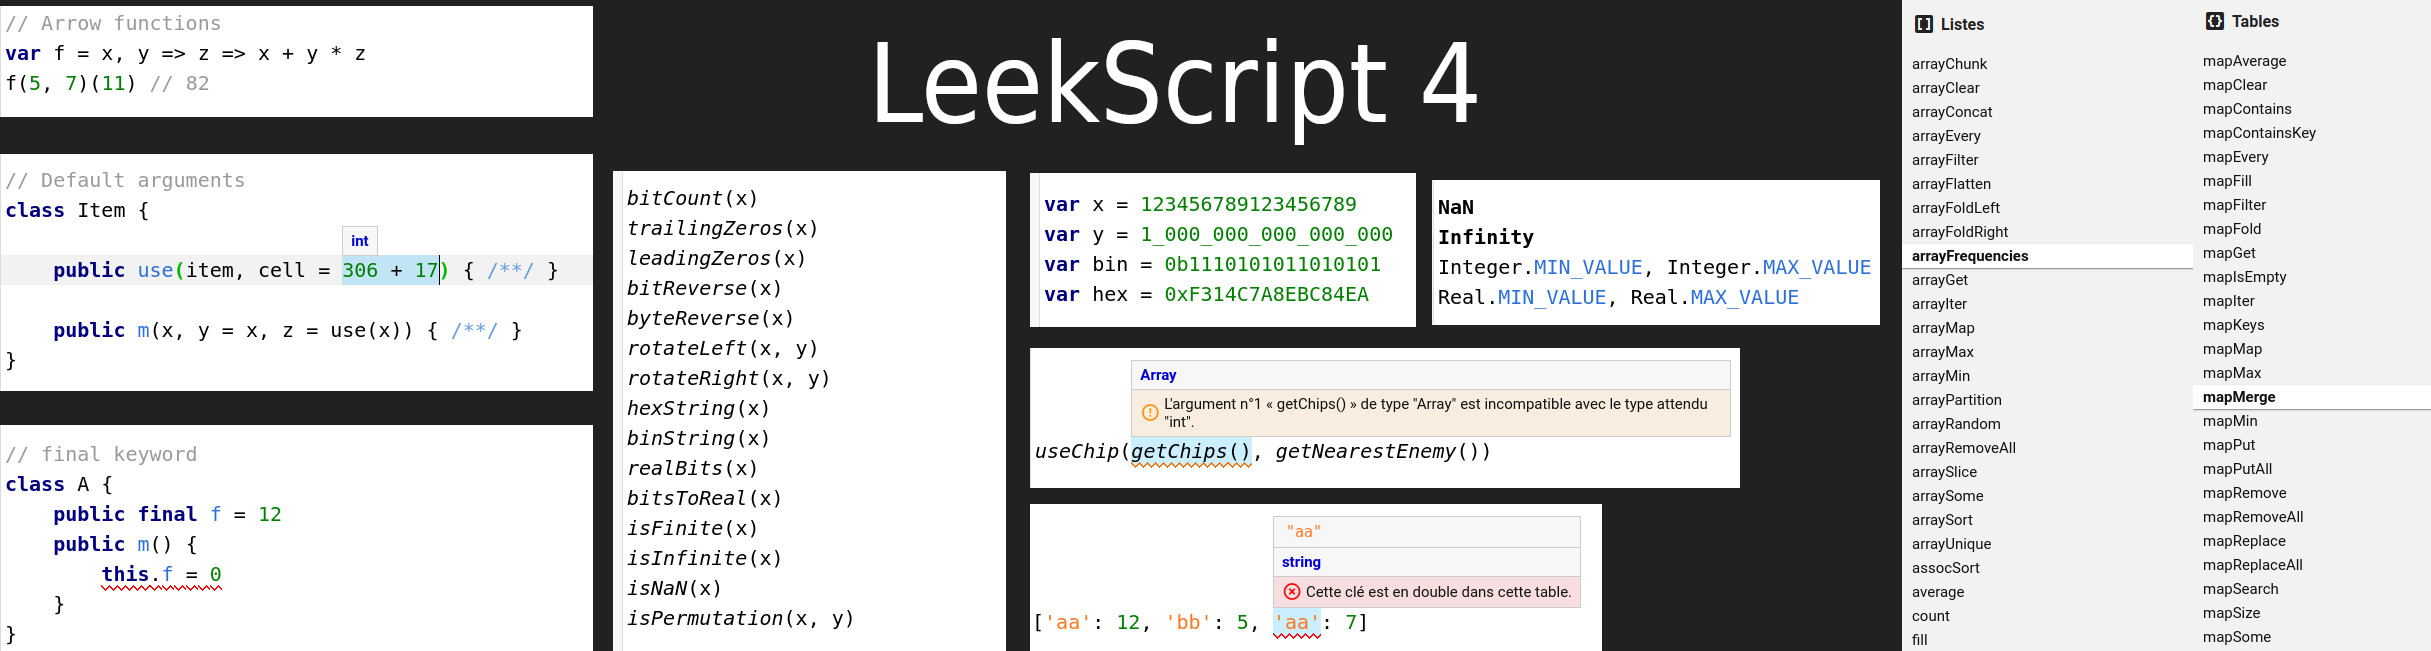 // Arrow functions
var f = x, y => z => x + y * z
f(5, 7)(11) // 82
// Default arguments
class Item {
int
public use(item, cell = 306 + 17) { /**/ }
public m(x, y = x, z = use(x)) { /**/ }
}
// final keyword
class A {
public final f = 12
public m() {
this.f = 0
}
}
LeekScript 4
bitCount(x)
trailingZeros(x)
leadingZeros(x)
bitReverse(x)
byteReverse(x)
rotateLeft(x, y)
rotateRight(x, y)
hexString(x)
binString(x)
realBits(x)
bitsToReal(x)
isFinite(x)
isInfinite(x)
isNaN(x)
isPermutation(x, y)
var x = 123456789123456789
var y = 1_000_000_000_000_000
var bin = 0b1110101011010101
var hex = 0xF314C7A8EBC84EA
NaN
Infinity
Integer.MIN_VALUE, Integer.MAX_VALUE
Real.MIN_VALUE, Real.MAX_VALUE
Array
L'argument n°1 « getChips() » de type "Array" est incompatible avec le type attendu
"int".
useChip(getChips(), getNearestEnemy())
"aa"
string
Cette clé est en double dans cette table.
['aa': 12, 'bb': 5, 'aa': 7]
[] Listes
arrayChunk
arrayClear
arrayConcat
arrayEvery
arrayFilter
arrayFlatten
arrayFoldLeft
arrayFoldRight
arrayFrequencies
arrayGet
arrayIter
arrayMap
arrayMax
arrayMin
arrayPartition
arrayRandom
arrayRemoveAll
arraySlice
arraySome
arraySort
arrayUnique
assocSort
average
count
fill
{} Tables
mapAverage
mapClear
mapContains
mapContainsKey
mapEvery
mapFill
mapFilter
mapFold
mapGet
mapIsEmpty
mapIter
mapKeys
mapMap
mapMax
mapMerge
mapMin
mapPut
mapPutAll
mapRemove
mapRemoveAll
mapReplace
mapReplaceAll
mapSearch
mapSize
mapSome